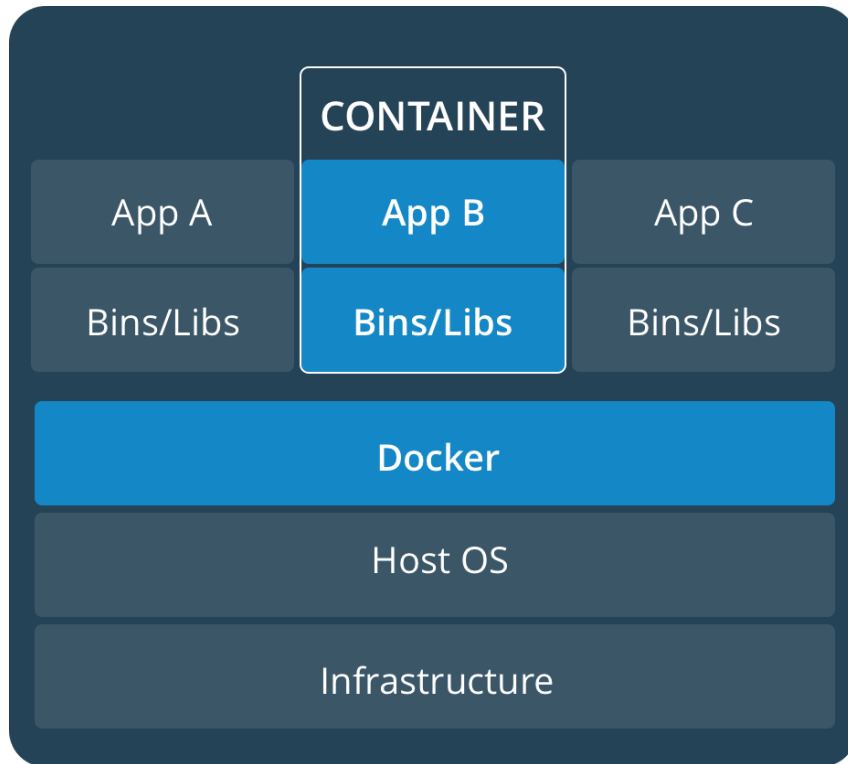 CONTAINER
App A
App B
App C
Bins/Libs
Bins/Libs
Bins/Libs
Docker
Host OS
Infrastructure